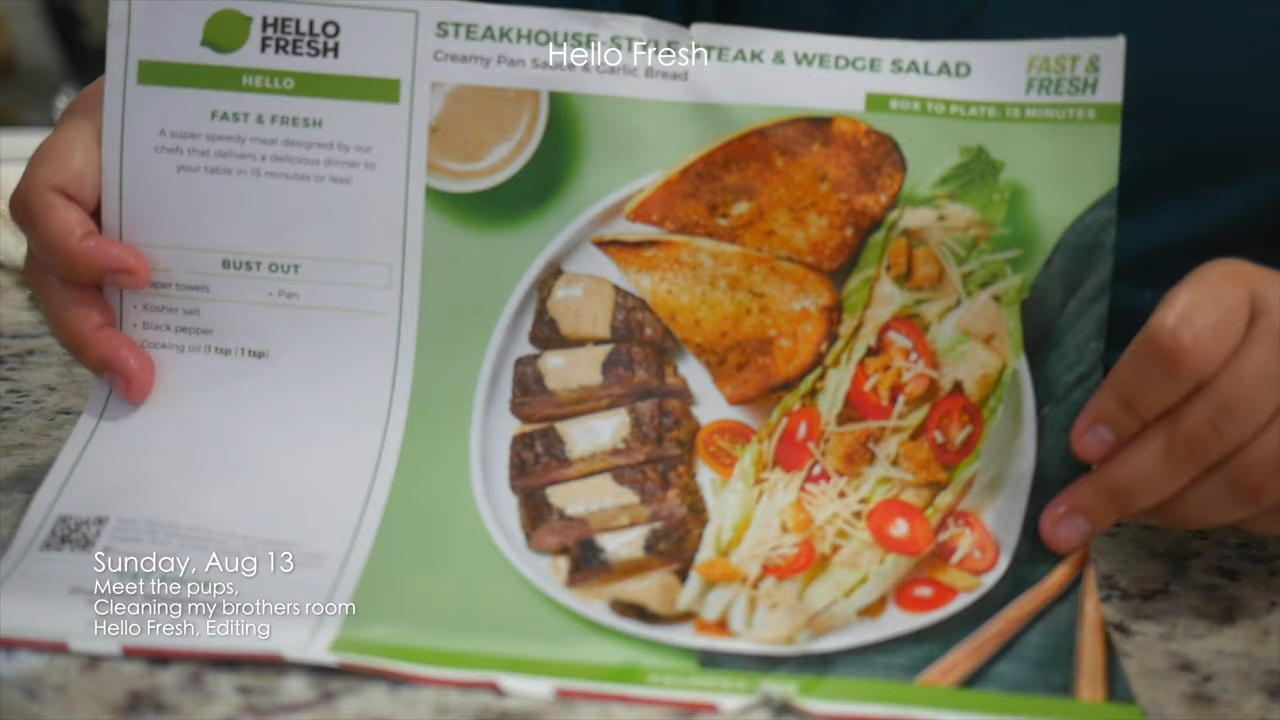 HELLO
FRESH
HELLO
FAST & FRESH
A super speedy meal designed by our
chefs that delivers a delicious dinner to
your table in 15 minutes or less!
BUST OUT
towels
• Pan
• Kosher salt
• Black pepper
Cooking oil (1 tsp | 1 tsp)
STEAKHOUSE-STYLE STEAK & WEDGE SALAD
Creamy Pan Sauce & Garlic Bread
Hello Fresh
FAST &
FRESH
BOX TO PLATE: 15 MINUTES
Sunday, Aug 13
Meet the pups,
Cleaning my brothers room
Hello Fresh, Editing